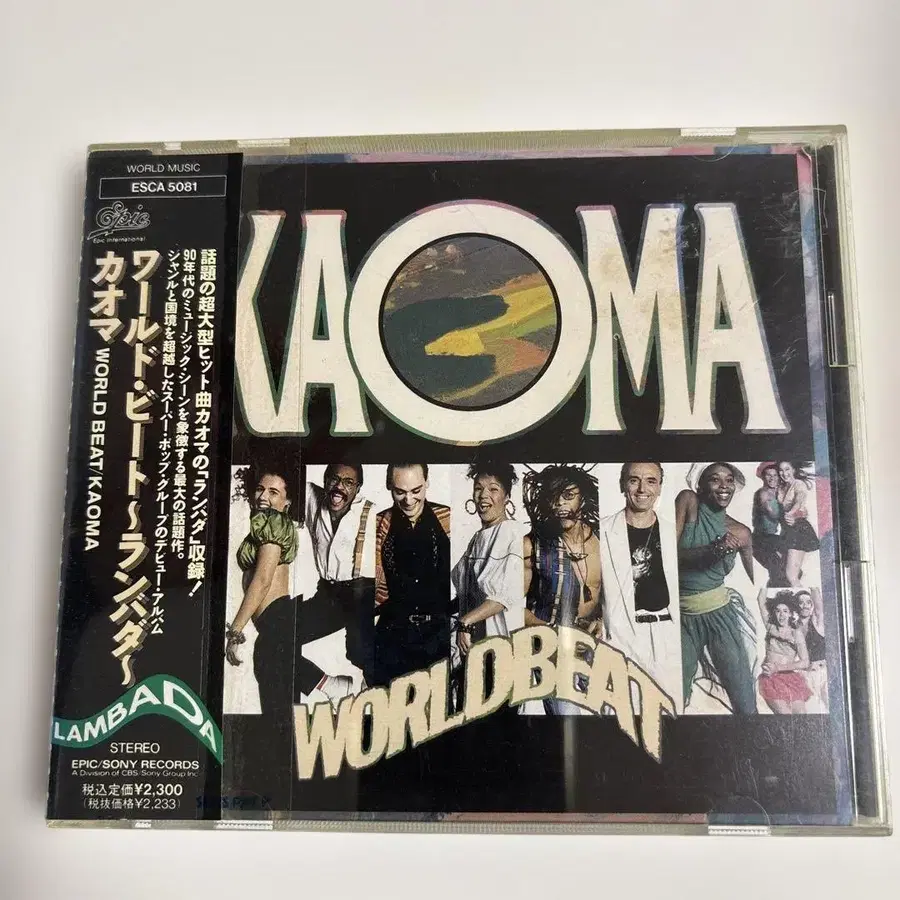 WORLD MUSIC
ESCA 5081
Epic
Epic International
ワールド・ビート〜ランバダ〜
カオマ WORLD BEAT/KAOMA
話題の超大型ヒット曲カオマの「ランバダ」収録!
90年代のミュージック・シーンを象徴する最大の話題作。
ジャンルと国境を超越したスーパー・ポップ・グループのデビュー・アルバム
LAMBADA
STEREO
EPIC/SONY RECORDS
A Division of CBS/Sony Group Inc.
税込定価¥2,300
(税抜価格¥2,233)
KAOMA
WORLDBEAT